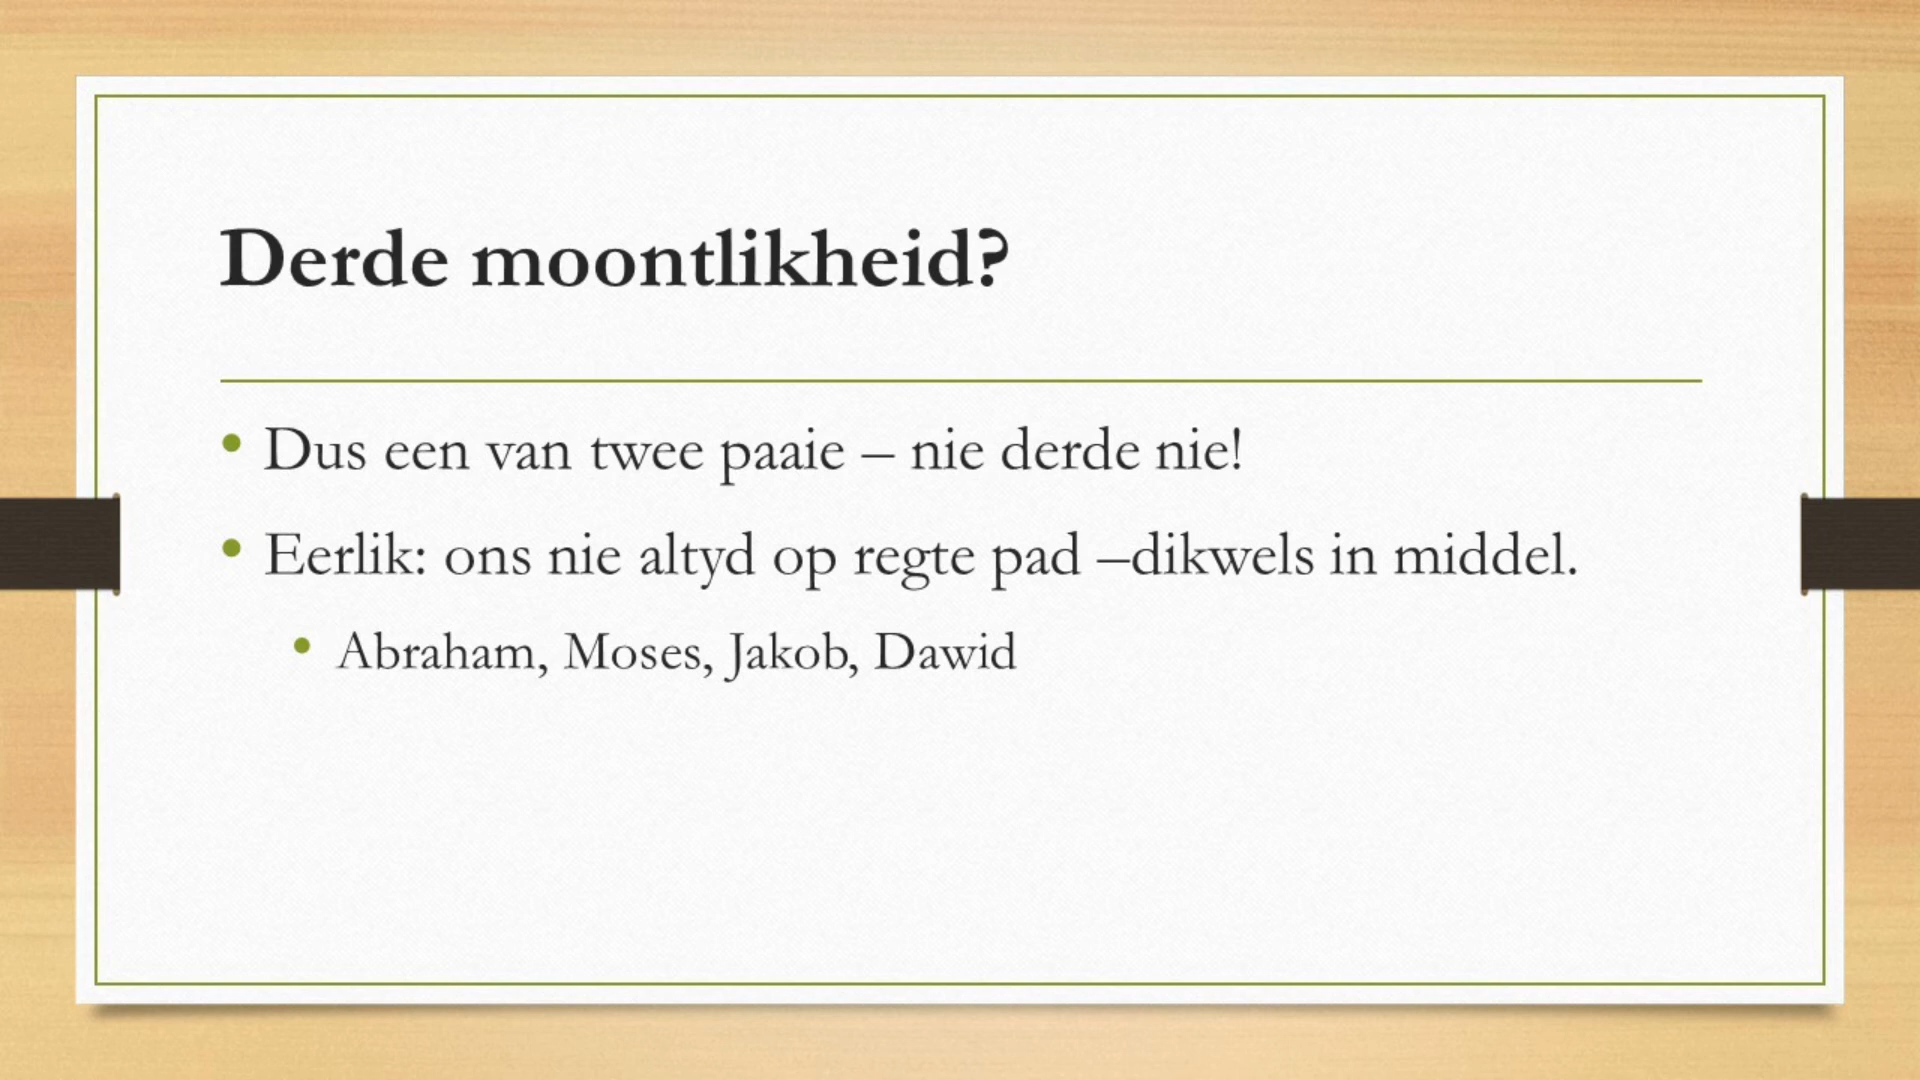 Derde moontlikheid?
• Dus een van twee paaie – nie derde nie!
• Eerlik: ons nie altyd op regte pad –dikwels in middel.
• Abraham, Moses, Jakob, Dawid